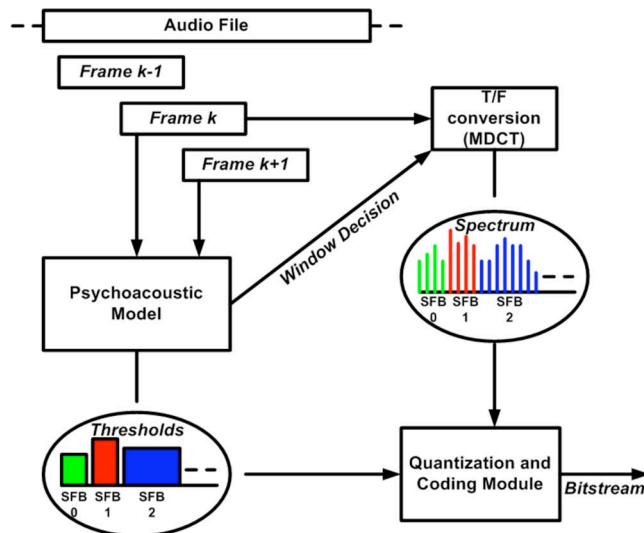 Audio File
Frame k-1
Frame k
Frame k+1
T/F
conversion
(MDCT)
Window Decision
Psychoacoustic
Model
Spectrum
SFB SFB SFB
0 1 2
Thresholds
SFB SFB SFB
0 1 2
Quantization and
Coding Module
Bitstream